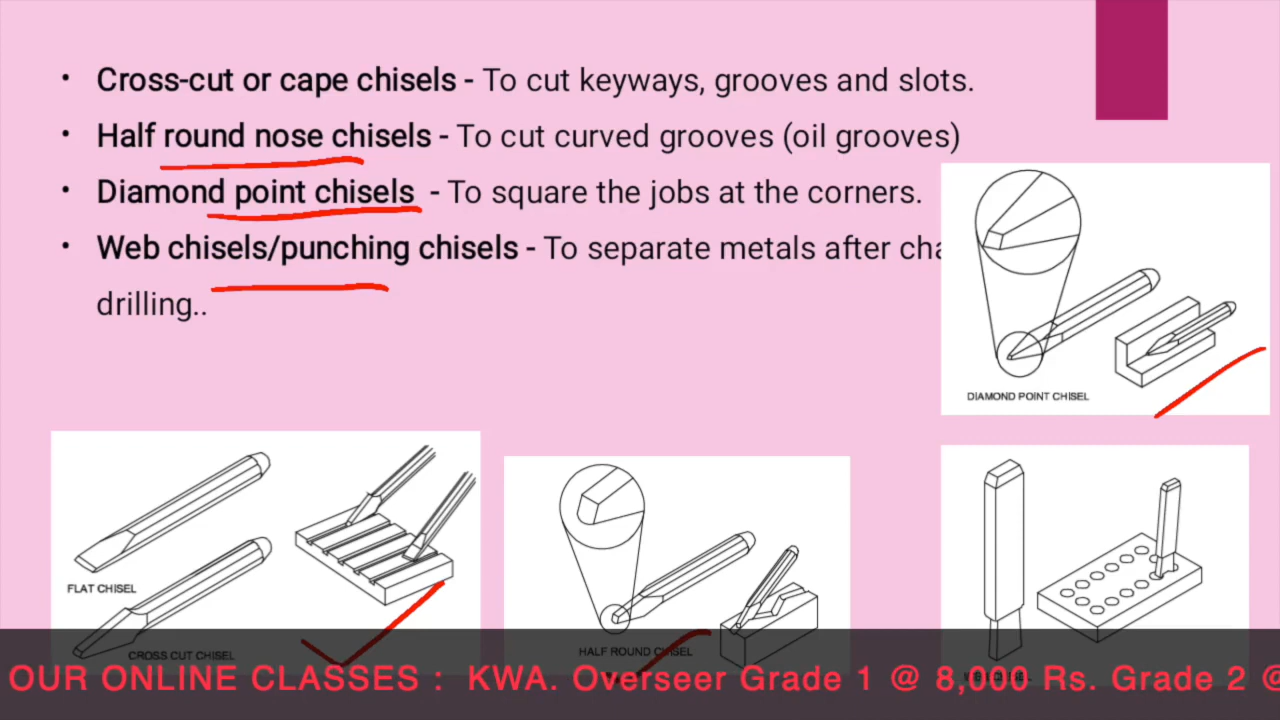 • Cross-cut or cape chisels - To cut keyways, grooves and slots.
• Half round nose chisels - To cut curved grooves (oil grooves)
• Diamond point chisels - To square the jobs at the corners.
• Web chisels/punching chisels - To separate metals after cha
drilling..
DIAMOND POINT CHISEL
FLAT CHISEL
CROSS CUT CHISEL
HALF ROUND CHISEL
OUR ONLINE CLASSES : KWA. Overseer Grade 1 @ 8,000 Rs. Grade 2 @